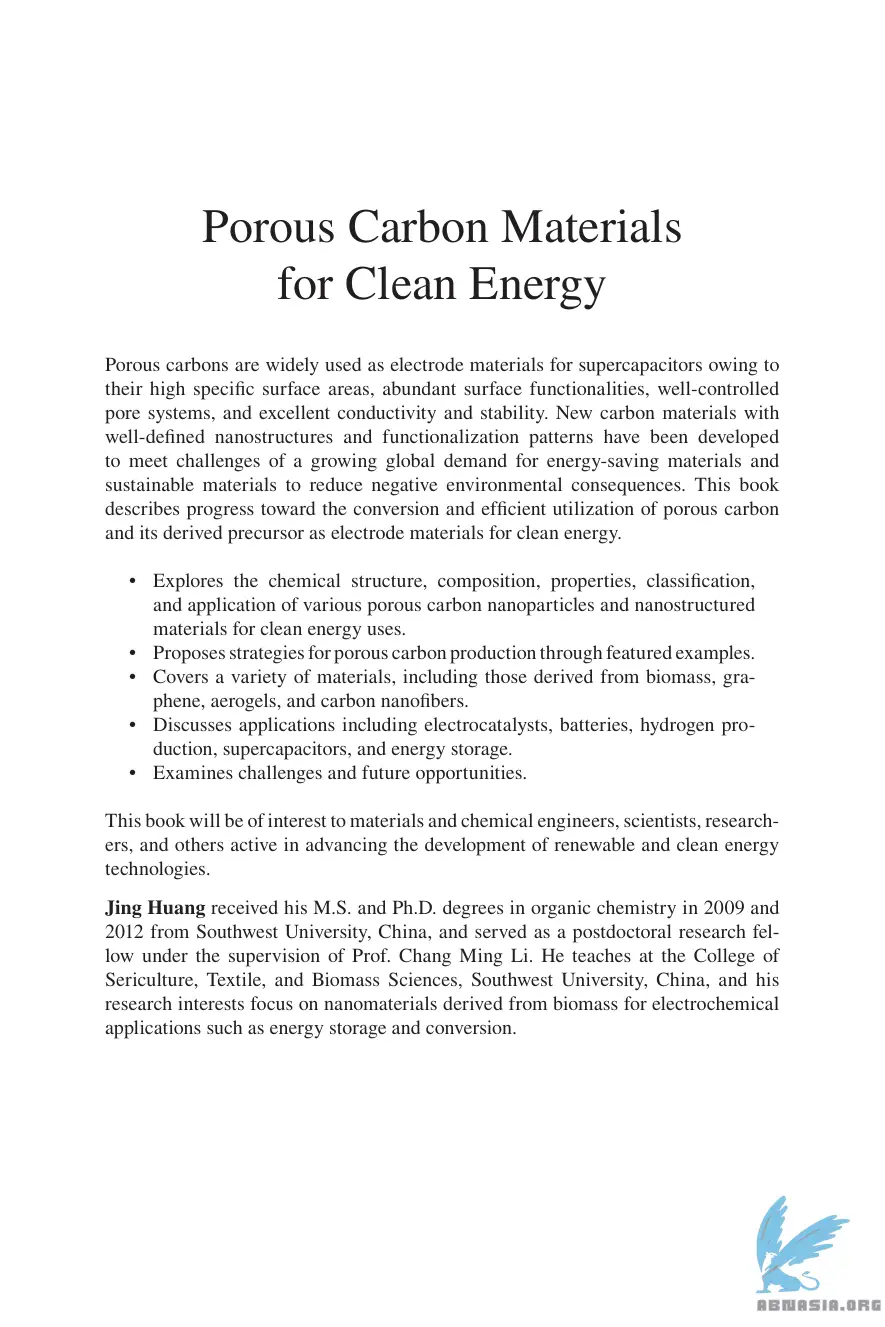 Porous Carbon Materials
for Clean Energy
Porous carbons are widely used as electrode materials for supercapacitors owing to
their high specific surface areas, abundant surface functionalities, well-controlled
pore systems, and excellent conductivity and stability. New carbon materials with
well-defined nanostructures and functionalization patterns have been developed
to meet challenges of a growing global demand for energy-saving materials and
sustainable materials to reduce negative environmental consequences. This book
describes progress toward the conversion and efficient utilization of porous carbon
and its derived precursor as electrode materials for clean energy.
• Explores the chemical structure, composition, properties, classification,
and application of various porous carbon nanoparticles and nanostructured
materials for clean energy uses.
• Proposes strategies for porous carbon production through featured examples.
• Covers a variety of materials, including those derived from biomass, gra-
phene, aerogels, and carbon nanofibers.
• Discusses applications including electrocatalysts, batteries, hydrogen pro-
duction, supercapacitors, and energy storage.
• Examines challenges and future opportunities.
This book will be of interest to materials and chemical engineers, scientists, research-
ers, and others active in advancing the development of renewable and clean energy
technologies.
Jing Huang received his M.S. and Ph.D. degrees in organic chemistry in 2009 and
2012 from Southwest University, China, and served as a postdoctoral research fel-
low under the supervision of Prof. Chang Ming Li. He teaches at the College of
Sericulture, Textile, and Biomass Sciences, Southwest University, China, and his
research interests focus on nanomaterials derived from biomass for electrochemical
applications such as energy storage and conversion.
ABNASIA.ORG